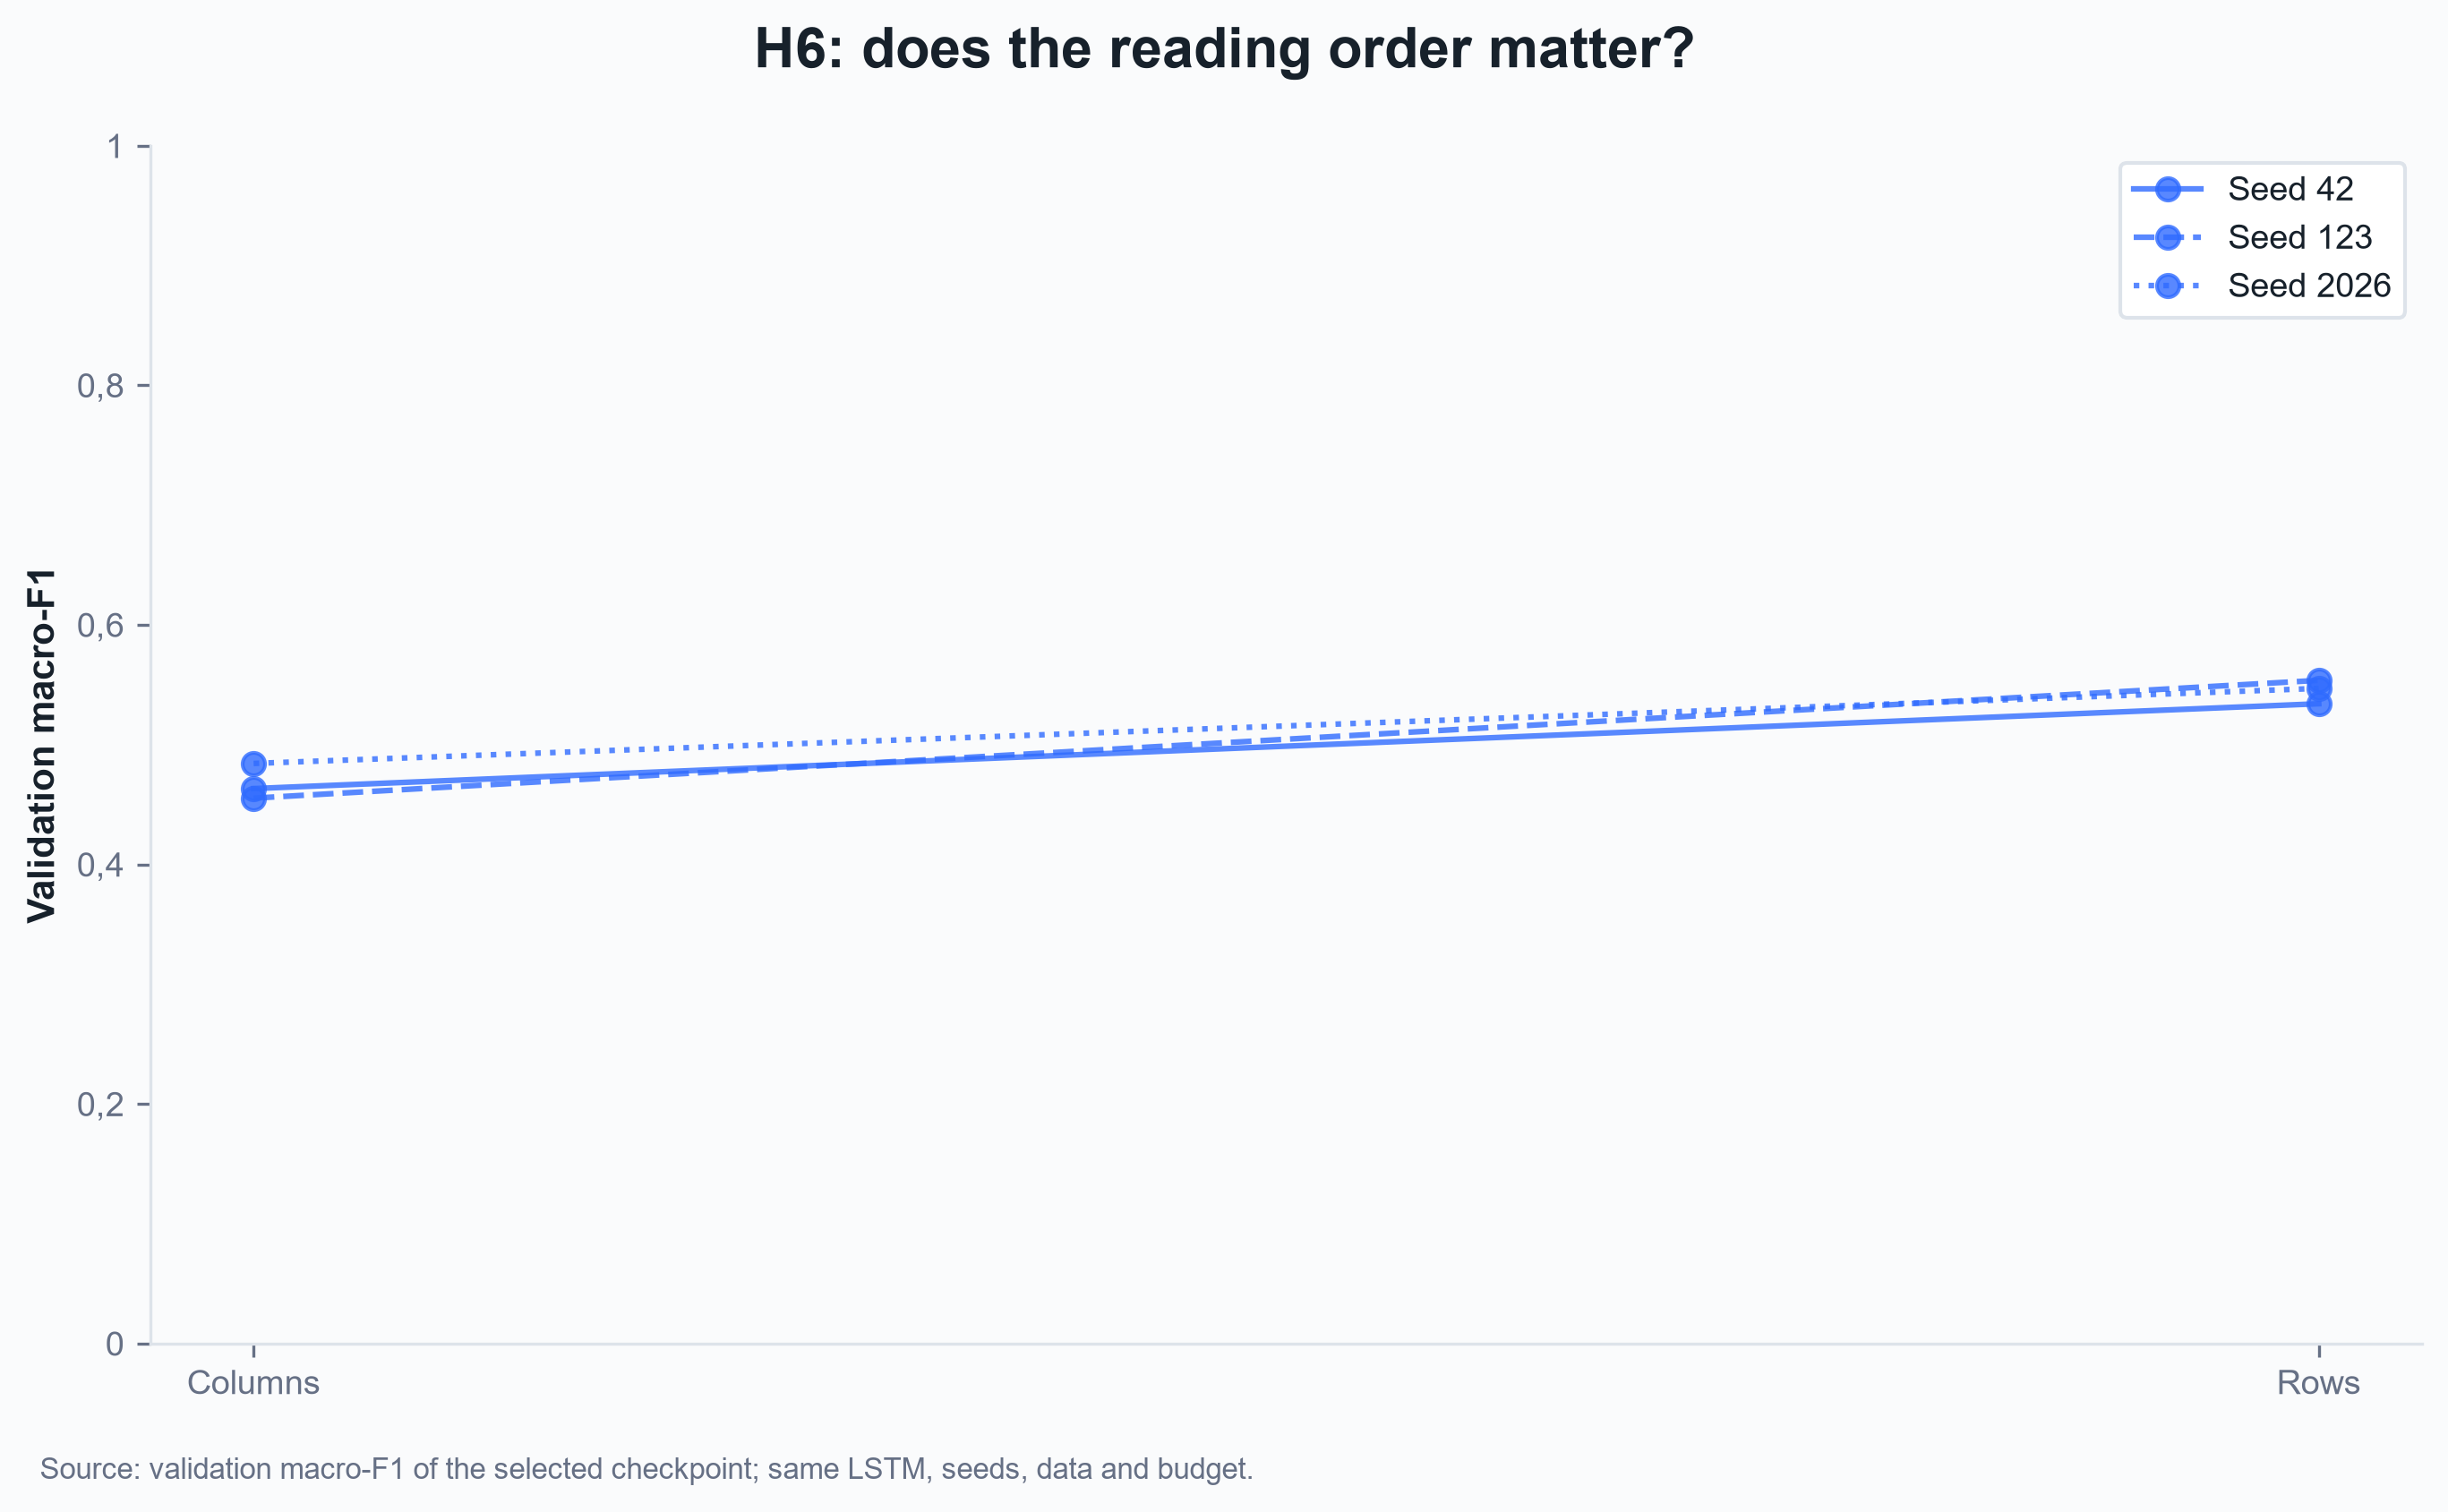 H6: does the reading order matter?
1
0,8
0,6
0,4
0,2
0
Validation macro-F1
Seed 42
Seed 123
Seed 2026
Columns
Rows
Source: validation macro-F1 of the selected checkpoint; same LSTM, seeds, data and budget.